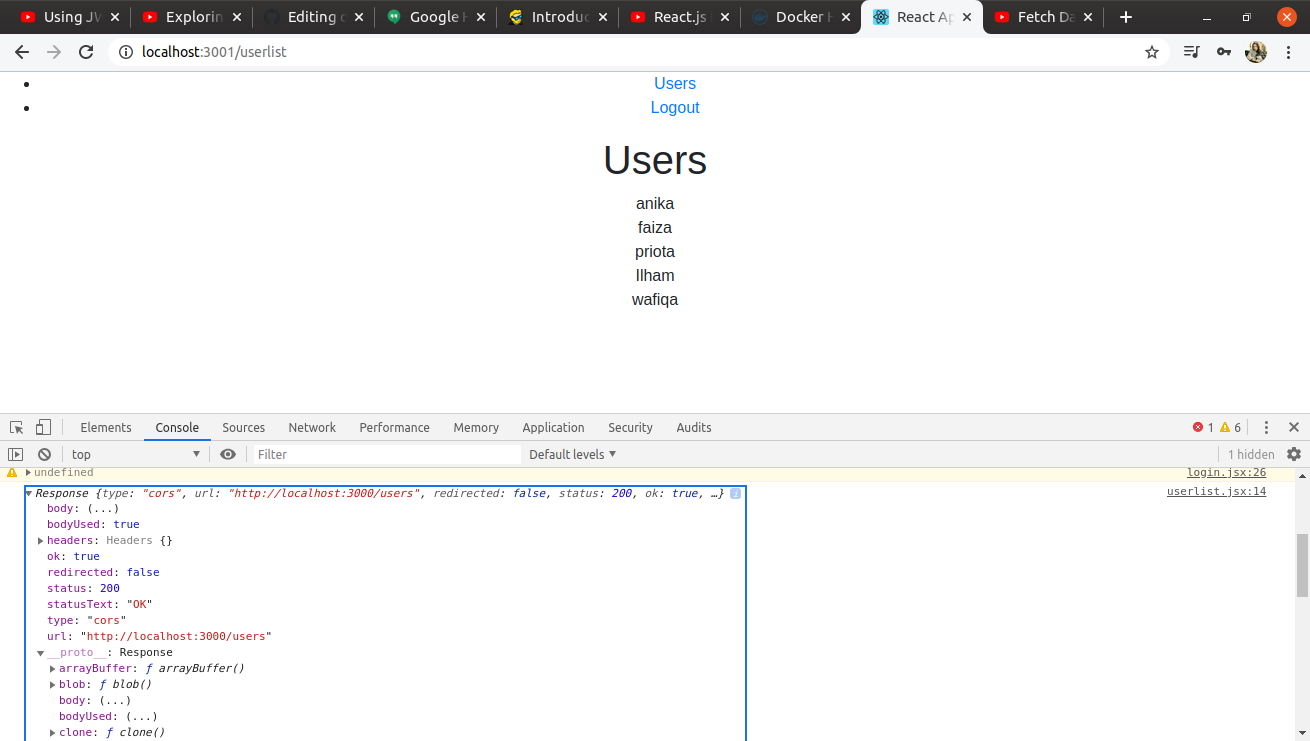 Using JW
Explorin
Editing c
Google H
Introduc
React.js
Docker H
React Ap
Fetch Da
localhost:3001/userlist
Users
Logout
Users
anika
faiza
priota
Ilham
wafiqa
Elements Console Sources Network Performance Memory Application Security Audits 1 6
top Filter Default levels 1 hidden
undefined login.jsx:26
Response {type: "cors", url: "http://localhost:3000/users", redirected: false, status: 200, ok: true, …} userlist.jsx:14
body: (...)
bodyUsed: true
headers: Headers {}
ok: true
redirected: false
status: 200
statusText: "OK"
type: "cors"
url: "http://localhost:3000/users"
__proto__: Response
arrayBuffer: ƒ arrayBuffer()
blob: ƒ blob()
body: (...)
bodyUsed: (...)
clone: ƒ clone()